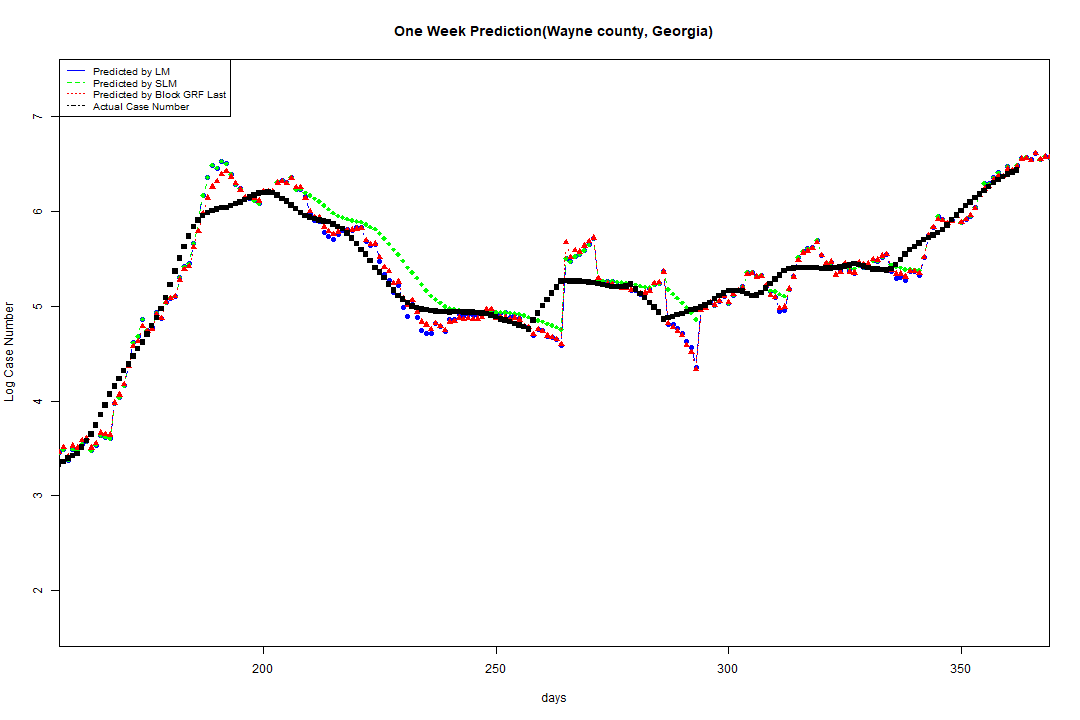 One Week Prediction(Wayne county, Georgia)
Predicted by LM
Predicted by SLM
Predicted by Block GRF Last
Actual Case Number
7
6
5
4
3
2
Log Case Number
200 250 300 350
days